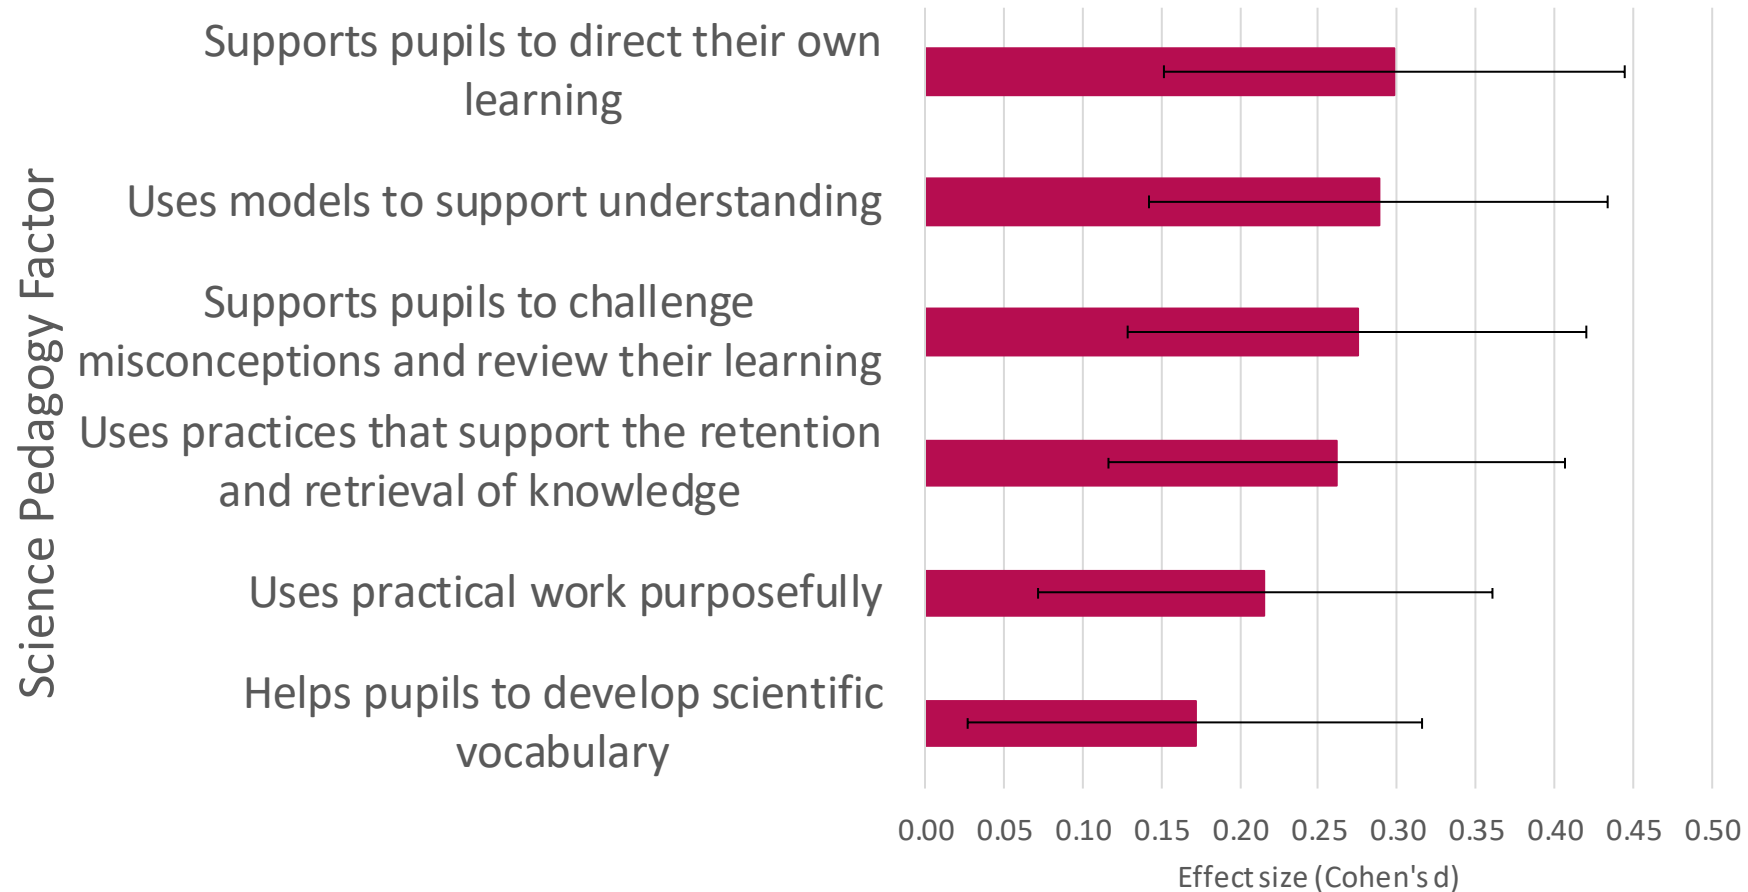 Science Pedagogy Factor
Supports pupils to direct their own
learning
Uses models to support understanding
Supports pupils to challenge
misconceptions and review their learning
Uses practices that support the retention
and retrieval of knowledge
Uses practical work purposefully
Helps pupils to develop scientific
vocabulary
0.00 0.05 0.10 0.15 0.20 0.25 0.30 0.35 0.40 0.45 0.50
Effect size (Cohen's d)